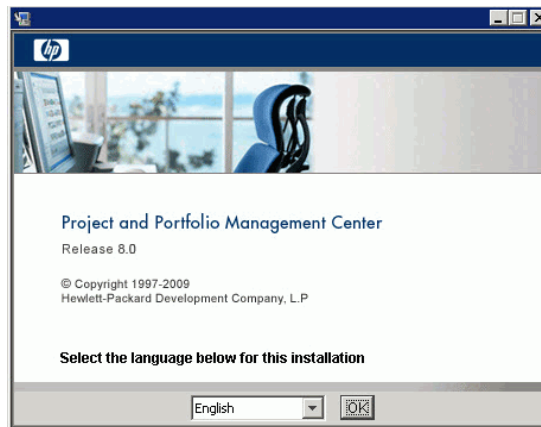 hp
Project and Portfolio Management Center
Release 8.0
© Copyright 1997-2009
Hewlett-Packard Development Company, L.P
Select the language below for this installation
English
OK